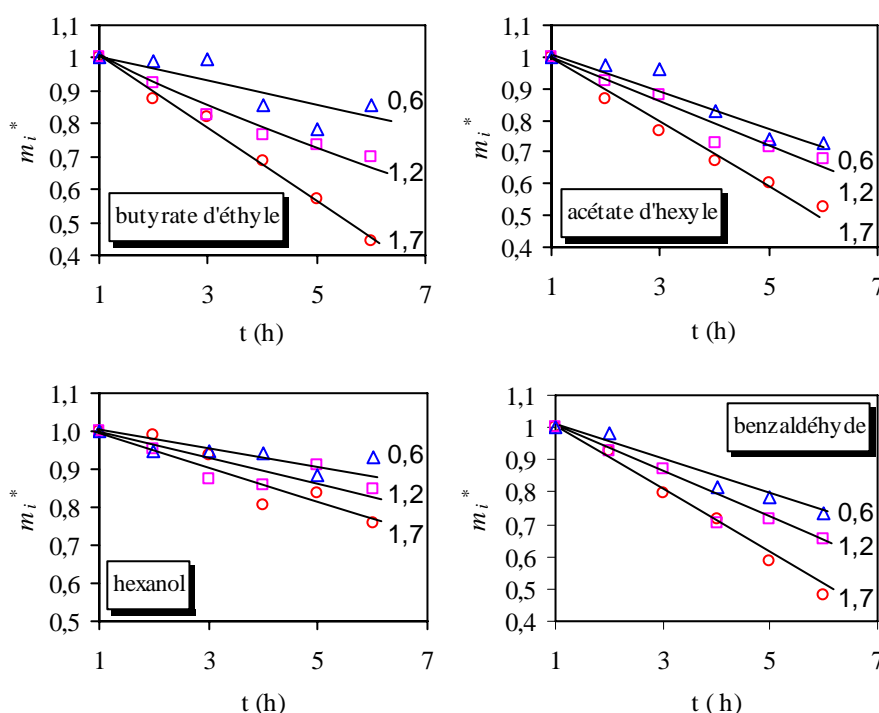 1,1
1
0,9
0,8
0,7
0,6
0,5
0,4
m_i*
0,6
1,2
1,7
butyrate d'éthyle
1 3 5 7
t (h)
1,1
1
0,9
0,8
0,7
0,6
0,5
0,4
m_i*
0,6
1,2
1,7
acétate d'hexyle
1 3 5 7
t (h)
1,1
1,0
0,9
0,8
0,7
0,6
0,5
m_i*
0,6
1,2
1,7
hexanol
1 3 5 7
t (h)
1,1
1
0,9
0,8
0,7
0,6
0,5
0,4
m_i*
benzaldéhyde
0,6
1,2
1,7
1 3 5 7
t ( h)